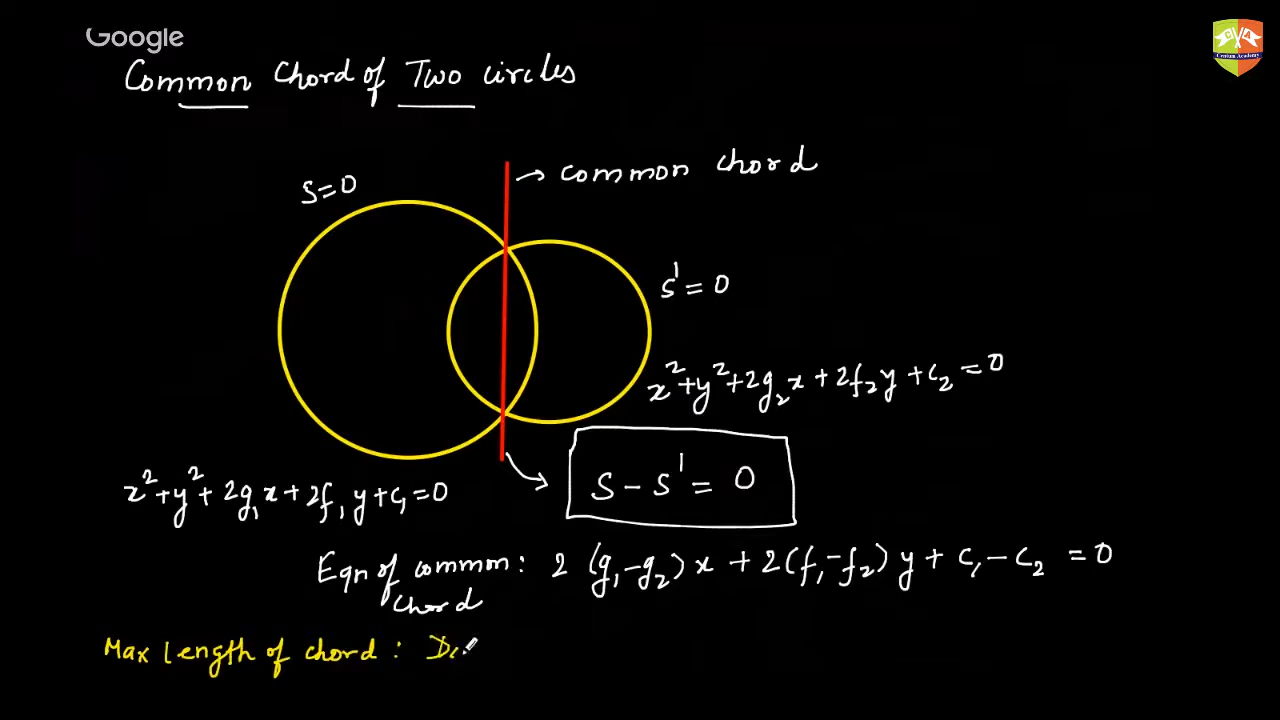 Google
Common Chord of Two circles
→ common chord
S=0
S' = 0
x²+y²+2g₂x+2f₂y+c₂=0
S-S' = 0
x²+y²+2g₁x+2f₁y+c₁=0
Eqn of common chord: 2(g₁-g₂)x+2(f₁-f₂)y+c₁-c₂=0
Max length of chord:
Centum Academy